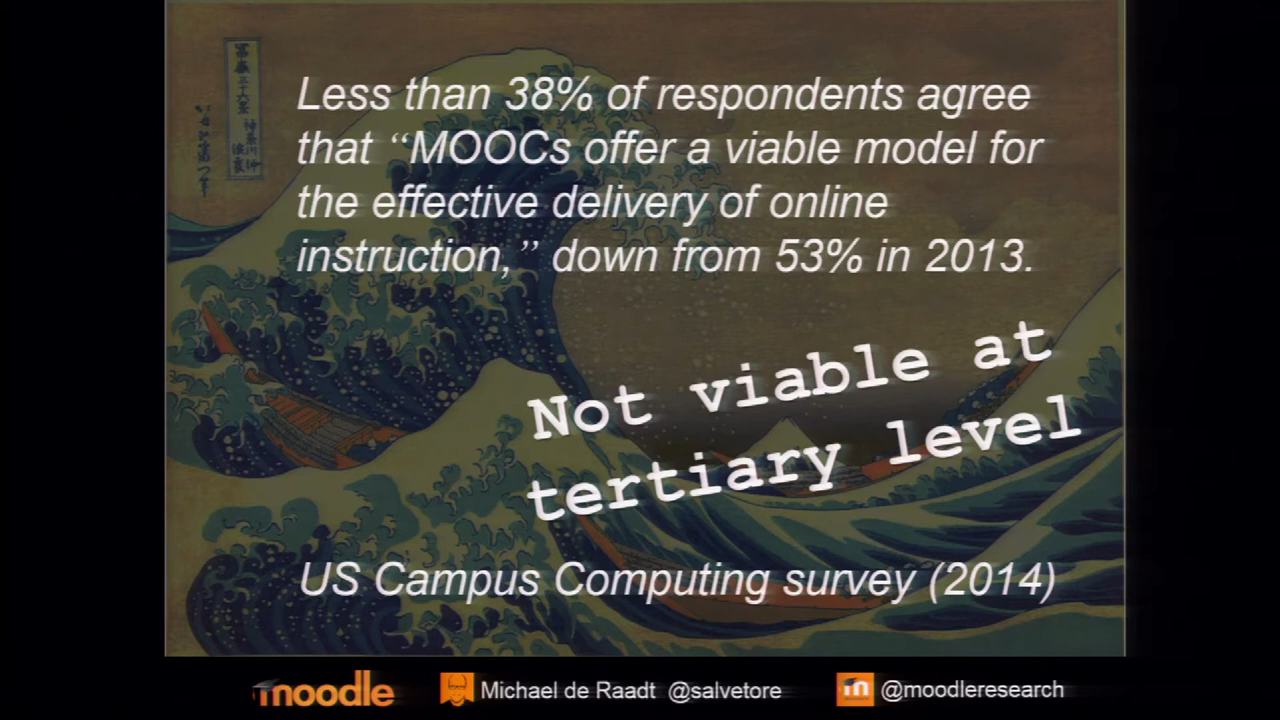 Less than 38% of respondents agree
that “MOOCs offer a viable model for
the effective delivery of online
instruction,” down from 53% in 2013.
Not viable at
tertiary level
US Campus Computing survey (2014)
moodle
Michael de Raadt @salvetore
m
@moodleresearch